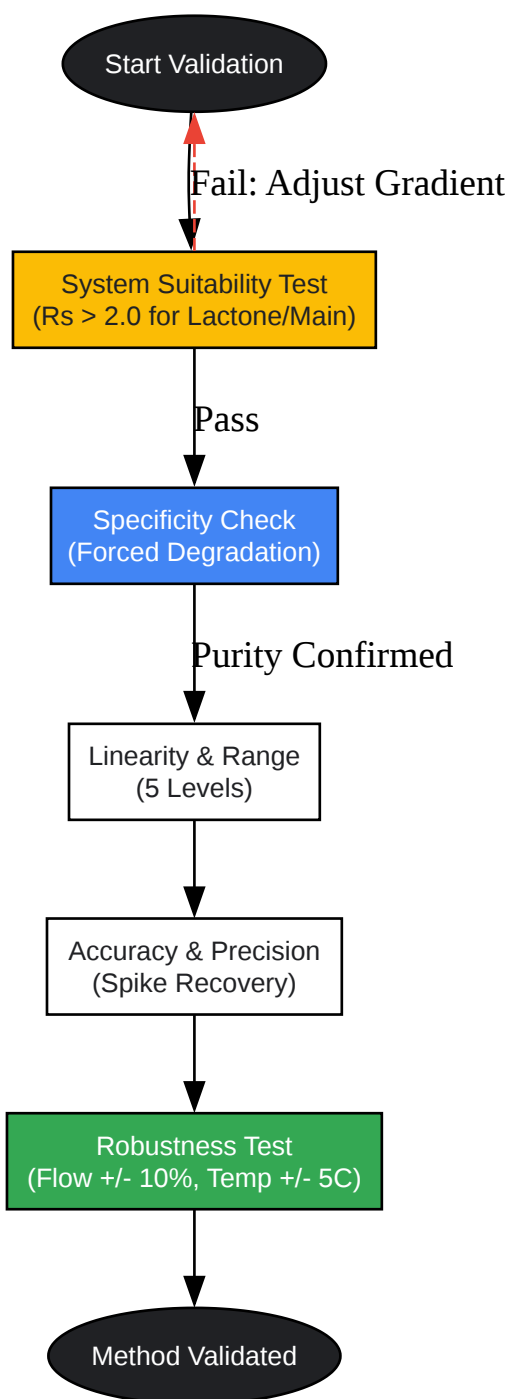 Start Validation
Fail: Adjust Gradient
System Suitability Test
(Rs > 2.0 for Lactone/Main)
Pass
Specificity Check
(Forced Degradation)
Purity Confirmed
Linearity & Range
(5 Levels)
Accuracy & Precision
(Spike Recovery)
Robustness Test
(Flow +/- 10%, Temp +/- 5C)
Method Validated